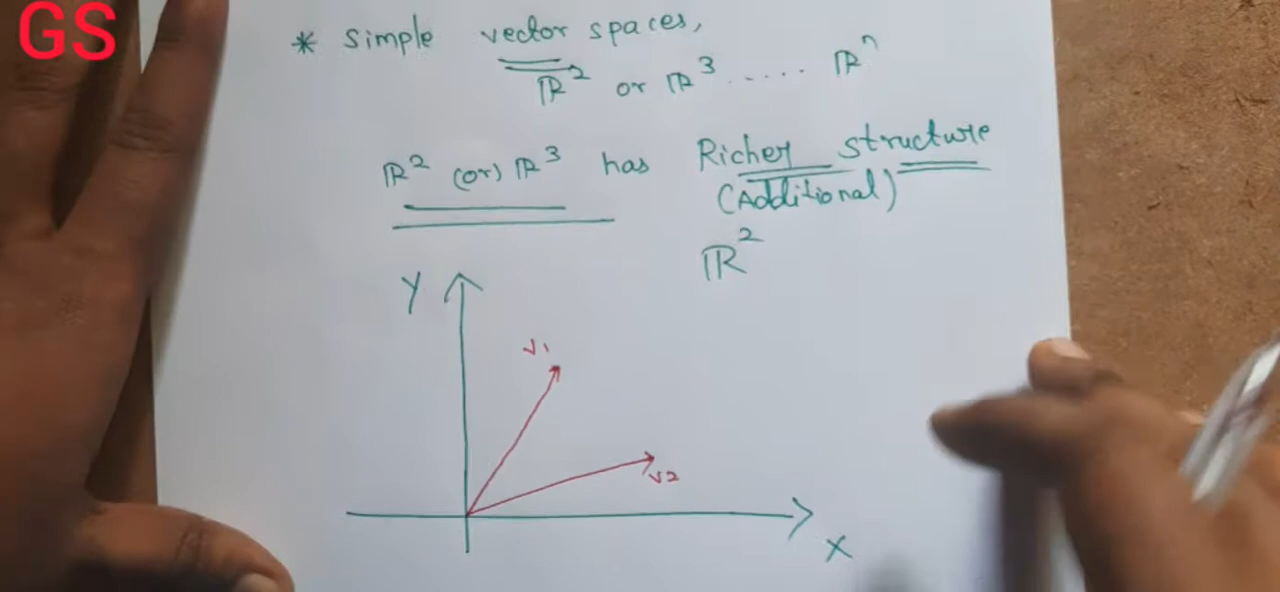 GS
* Simple vector spaces,
ℝ² or ℝ³ ..... ℝⁿ
ℝ² (or) ℝ³ has Richer structure
(Additional)
ℝ²
Y
V1
V2
X